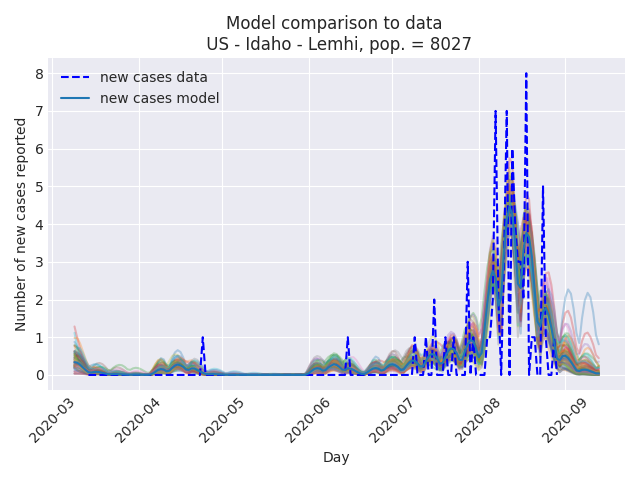 Model comparison to data
US - Idaho - Lemhi, pop. = 8027
new cases data
new cases model
8
7
6
5
4
3
2
1
0
Number of new cases reported
2020-03
2020-04
2020-05
2020-06
2020-07
2020-08
2020-09
Day